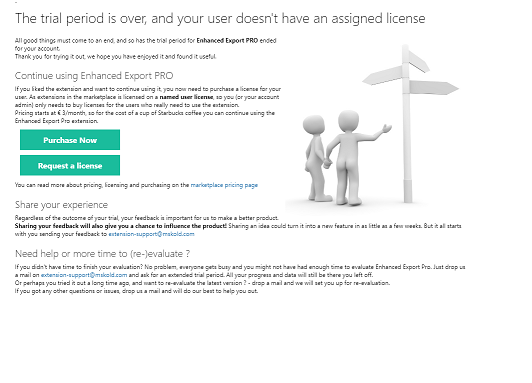 The trial period is over, and your user doesn't have an assigned license
All good things must come to an end, and so has the trial period for Enhanced Export PRO ended
for your account.
Thank you for trying it out, we hope you have enjoyed it and found it useful.
Continue using Enhanced Export PRO
If you liked the extension and want to continue using it, you now need to purchase a license for your
user. As extensions in the marketplace is licensed on a named user license, so you (or your account
admin) only needs to buy licenses for the users who really need to use the extension.
Pricing starts at € 3/month, so for the cost of a cup of Starbucks coffee you can continue using the
Enhanced Export Pro extension.
Purchase Now
Request a license
You can read more about pricing, licensing and purchasing on the marketplace pricing page
Share your experience
Regardless of the outcome of your trial, your feedback is important for us to make a better product.
Sharing your feedback will also give you a chance to influence the product! Sharing an idea could turn it into a new feature in as little as a few weeks. But it all starts
with you sending your feedback to extension-support@mskold.com
Need help or more time to (re-)evaluate ?
If you didn't have time to finish your evaluation? No problem, everyone gets busy and you might not have had enough time to evaluate Enhanced Export Pro. Just drop us
a mail on extension-support@mskold.com and ask for an extended trial period. All your progress and data will still be there you left off.
Or perhaps you tried it out a long time ago, and want to re-evaluate the latest version ? - drop a mail and we will set you up for re-evaluation.
If you got any other questions or issues, drop us a mail and will do our best to help you out.